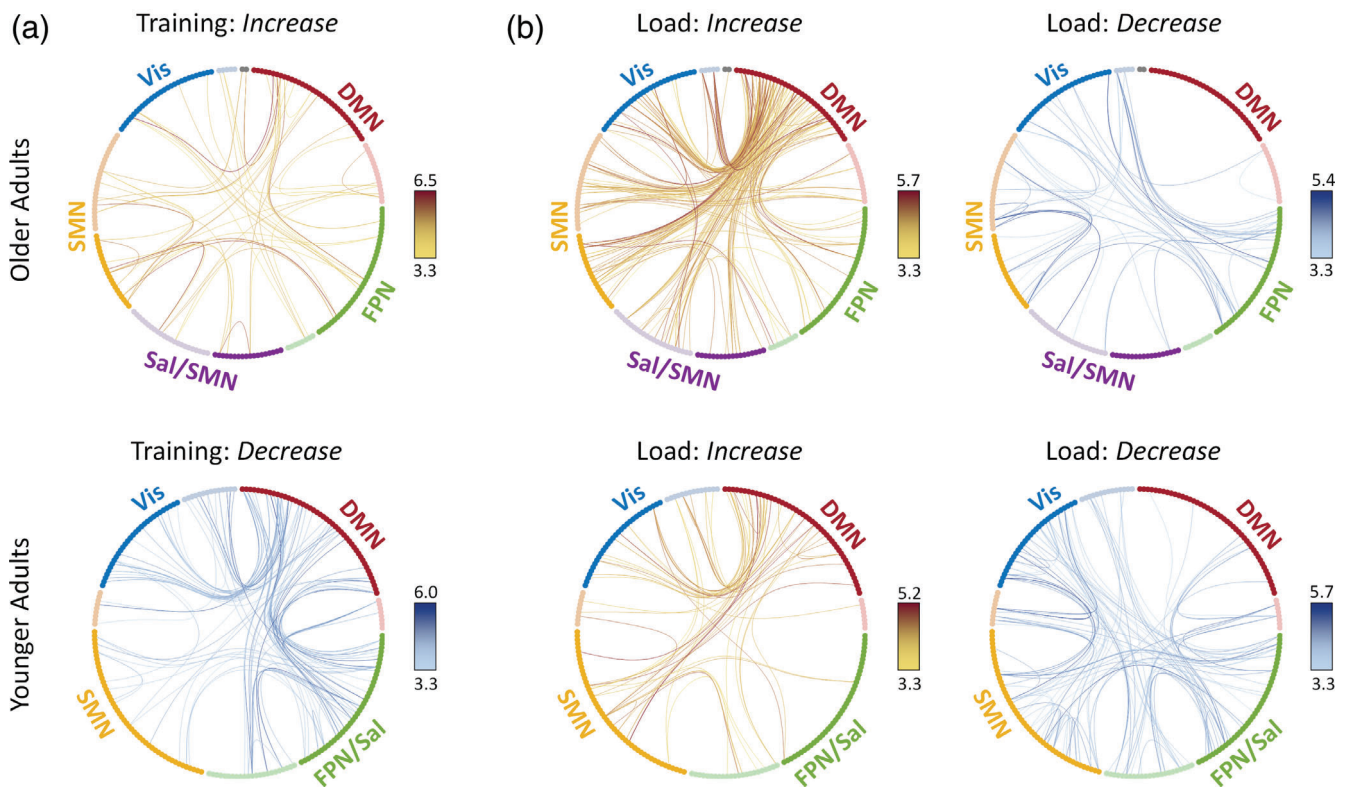 (a) Training: Increase
(b) Load: Increase
Load: Decrease
Older Adults
Vis
DMN
SMN
FPN
Sal/SMN
6.5
3.3
Vis
DMN
SMN
FPN
Sal/SMN
5.7
3.3
Vis
DMN
SMN
FPN
Sal/SMN
5.4
3.3
Training: Decrease
Load: Increase
Load: Decrease
Younger Adults
Vis
DMN
SMN
FPN/Sal
6.0
3.3
Vis
DMN
SMN
FPN/Sal
5.2
3.3
Vis
DMN
SMN
FPN/Sal
5.7
3.3